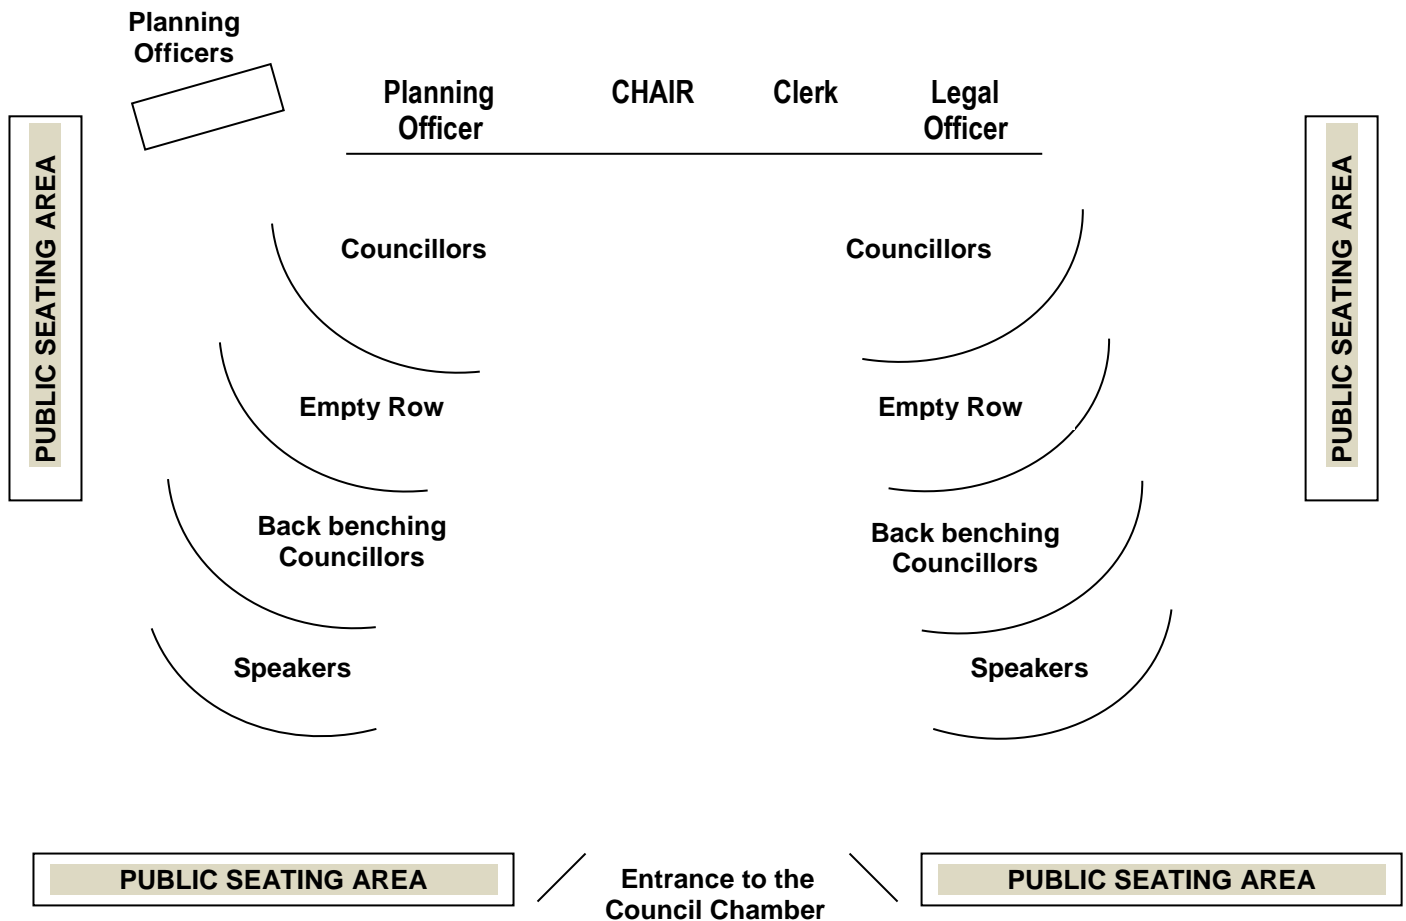 Planning
Officers
Planning
Officer
CHAIR
Clerk
Legal
Officer
PUBLIC SEATING AREA
PUBLIC SEATING AREA
Councillors
Councillors
Empty Row
Empty Row
Back benching
Councillors
Back benching
Councillors
Speakers
Speakers
PUBLIC SEATING AREA
Entrance to the
Council Chamber
PUBLIC SEATING AREA